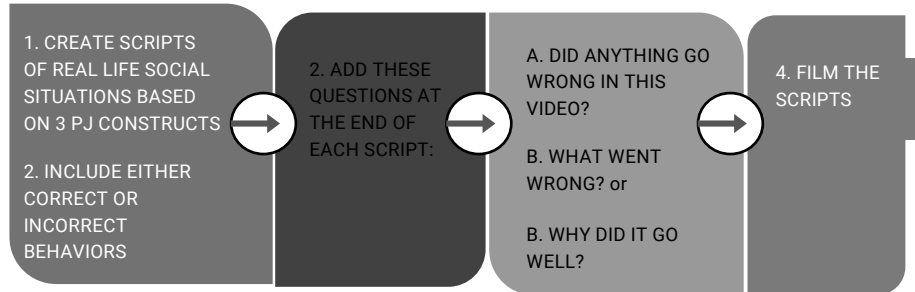 1. CREATE SCRIPTS
OF REAL LIFE SOCIAL
SITUATIONS BASED
ON 3 PJ CONSTRUCTS
2. INCLUDE EITHER
CORRECT OR
INCORRECT
BEHAVIORS
2. ADD THESE
QUESTIONS AT
THE END OF
EACH SCRIPT:
A. DID ANYTHING GO
WRONG IN THIS
VIDEO?
B. WHAT WENT
WRONG? or
B. WHY DID IT GO
WELL?
4. FILM THE
SCRIPTS